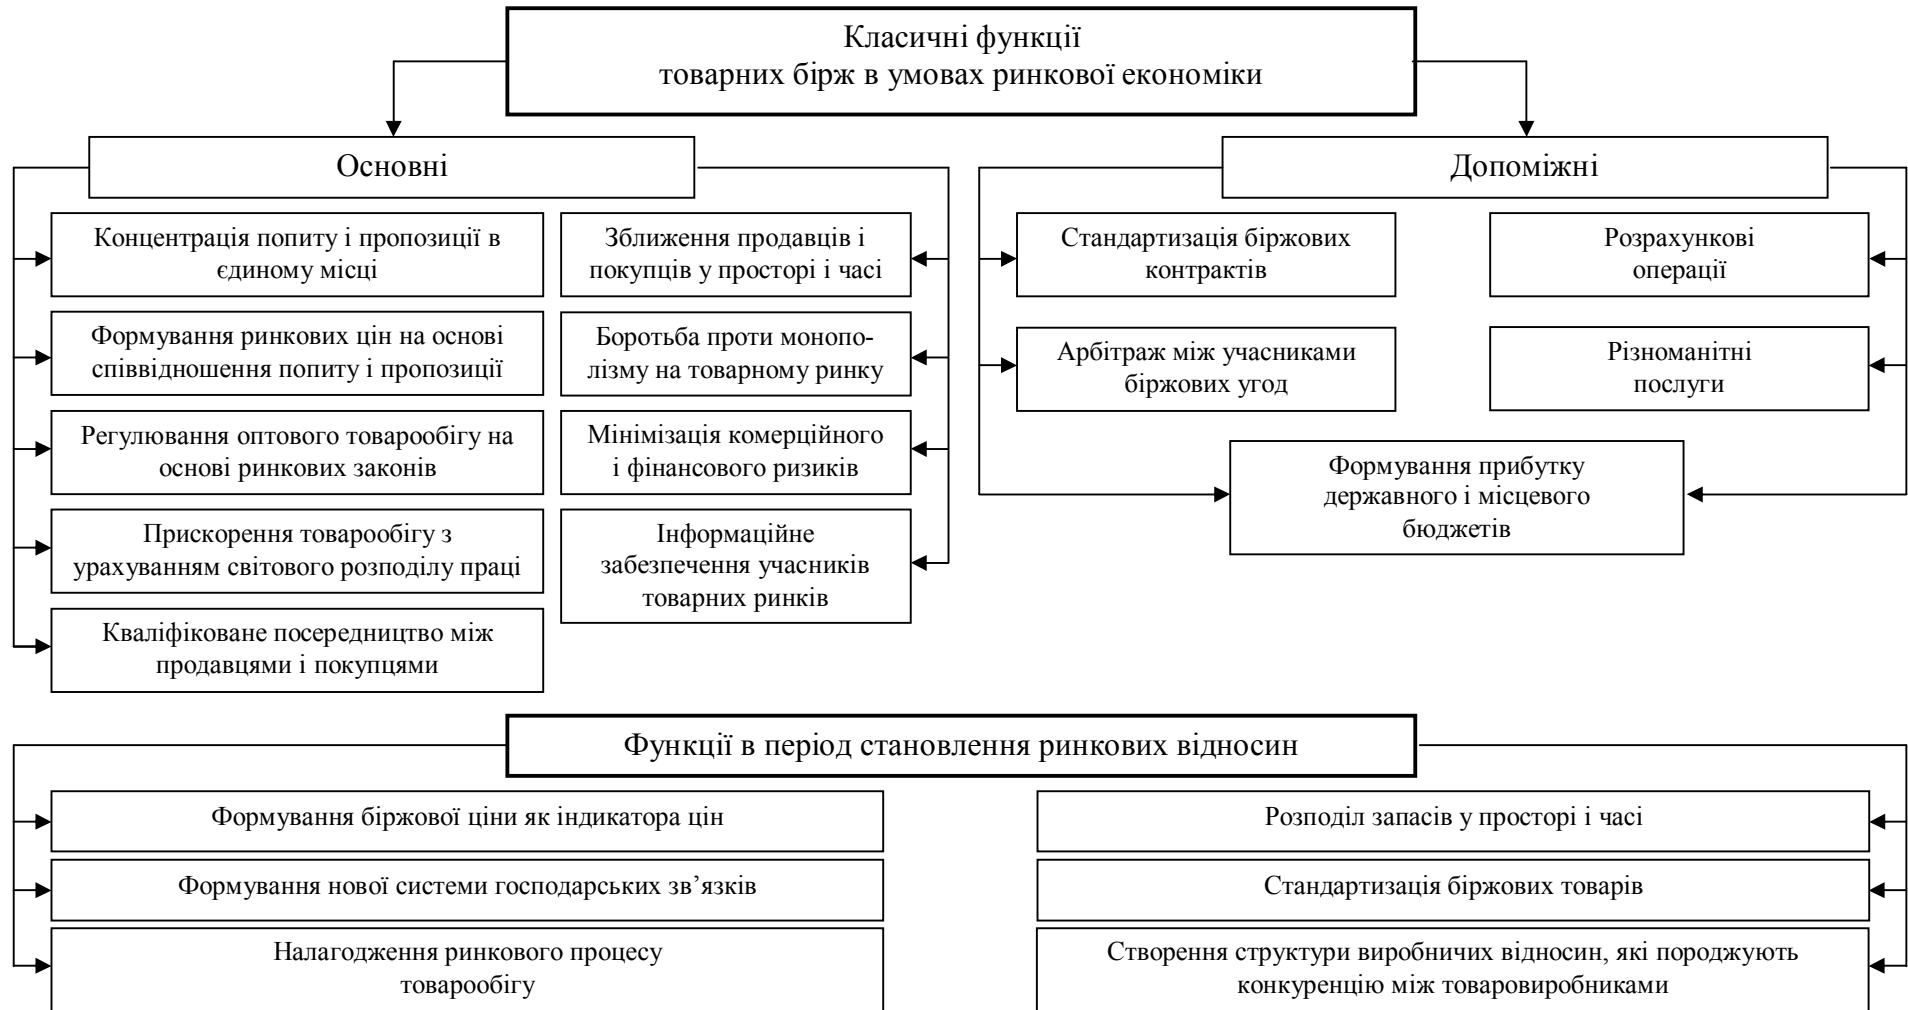 Класичні функції
товарних бірж в умовах ринкової економіки
Основні
Концентрація попиту і пропозиції в
єдиному місці
Формування ринкових цін на основі
співвідношення попиту і пропозиції
Регулювання оптового товарообігу на
основі ринкових законів
Прискорення товарообігу з
урахуванням світового розподілу праці
Кваліфіковане посередництво між
продавцями і покупцями
Зближення продавців і
покупців у просторі і часі
Боротьба проти монопо-
лізму на товарному ринку
Мінімізація комерційного
і фінансового ризиків
Інформаційне
забезпечення учасників
товарних ринків
Допоміжні
Стандартизація біржових
контрактів
Арбітраж між учасниками
біржових угод
Розрахункові
операції
Різноманітні
послуги
Формування прибутку
державного і місцевого
бюджетів
Функції в період становлення ринкових відносин
Формування біржової ціни як індикатора цін
Формування нової системи господарських зв’язків
Налагодження ринкового процесу
товарообігу
Розподіл запасів у просторі і часі
Стандартизація біржових товарів
Створення структури виробничих відносин, які породжують
конкуренцію між товаровиробниками